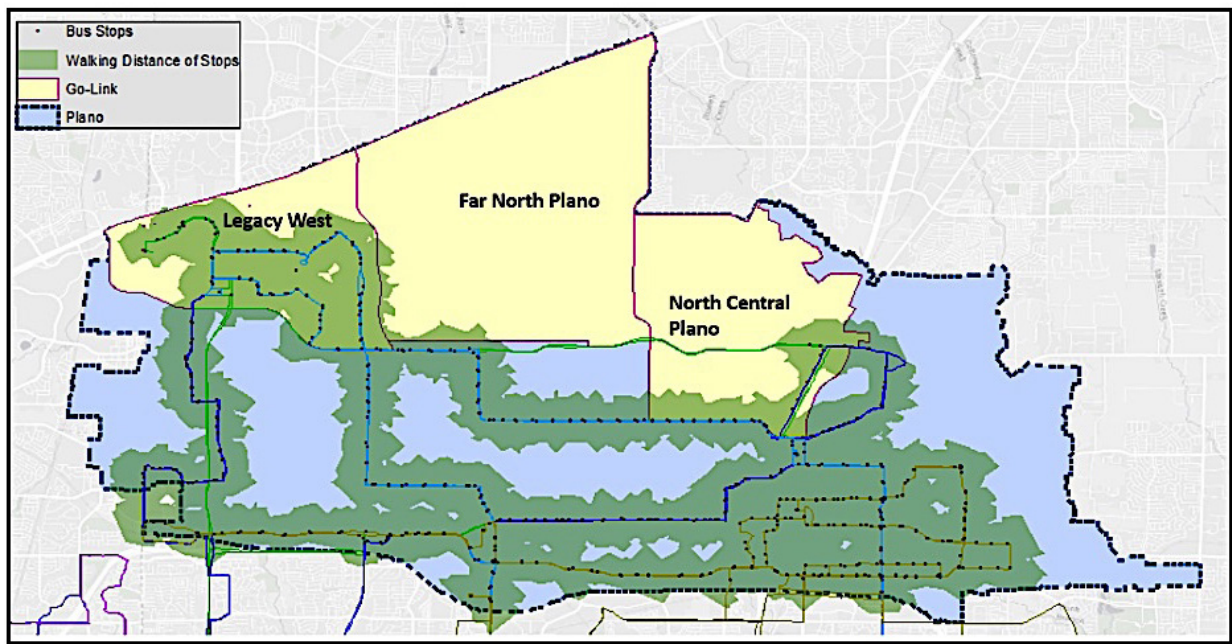 Bus Stops
Walking Distance of Stops
Go-Link
Plano
Far North Plano
Legacy West
North Central
Plano